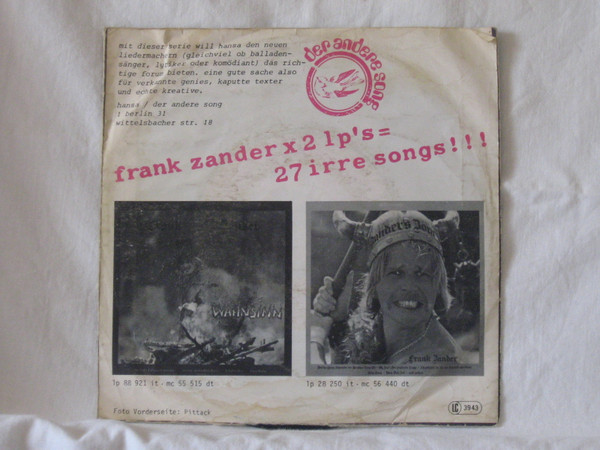 mit dieser serie will hansa den neuen
liedermachern (gleichviel ob balladen-
sänger, lyriker oder komödiant) das rich-
tige forum bieten. eine gute sache also
für verkannte genies, kaputte texter
und echte kreative.
hansa / der andere song
1 berlin 31
wittelsbacher str. 18
der andere song
frank zander x 2 lp's =
27 irre songs!!!
WAHNSINN
Zander's Zorn
Frank Zander
lp 88 921 it - mc 55 515 dt
lp 28 250 it - mc 56 440 dt
Foto Vorderseite: Pittack
LC 3943